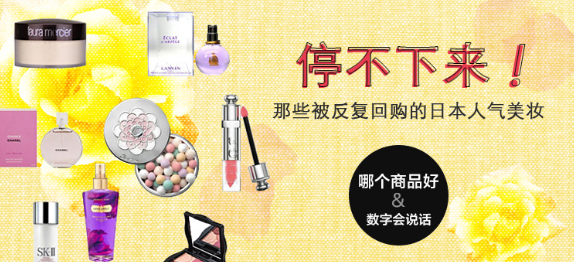 laura mercier
ÉCLAT
D'ARPÈGE
LANVIN
停不下来!
那些被反复回购的日本人气美妆
CHANEL
Dior
哪个商品好
&
数字会说话
SK-II